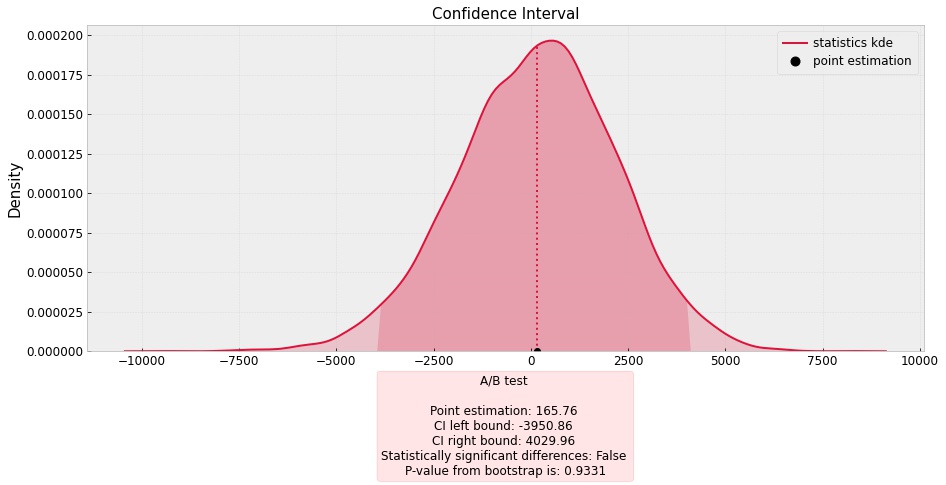 Confidence Interval
statistics kde
point estimation
Density
0.000200
0.000175
0.000150
0.000125
0.000100
0.000075
0.000050
0.000025
0.000000
−10000 −7500 −5000 −2500 0 2500 5000 7500 10000
A/B test
Point estimation: 165.76
CI left bound: -3950.86
CI right bound: 4029.96
Statistically significant differences: False
P-value from bootstrap is: 0.9331